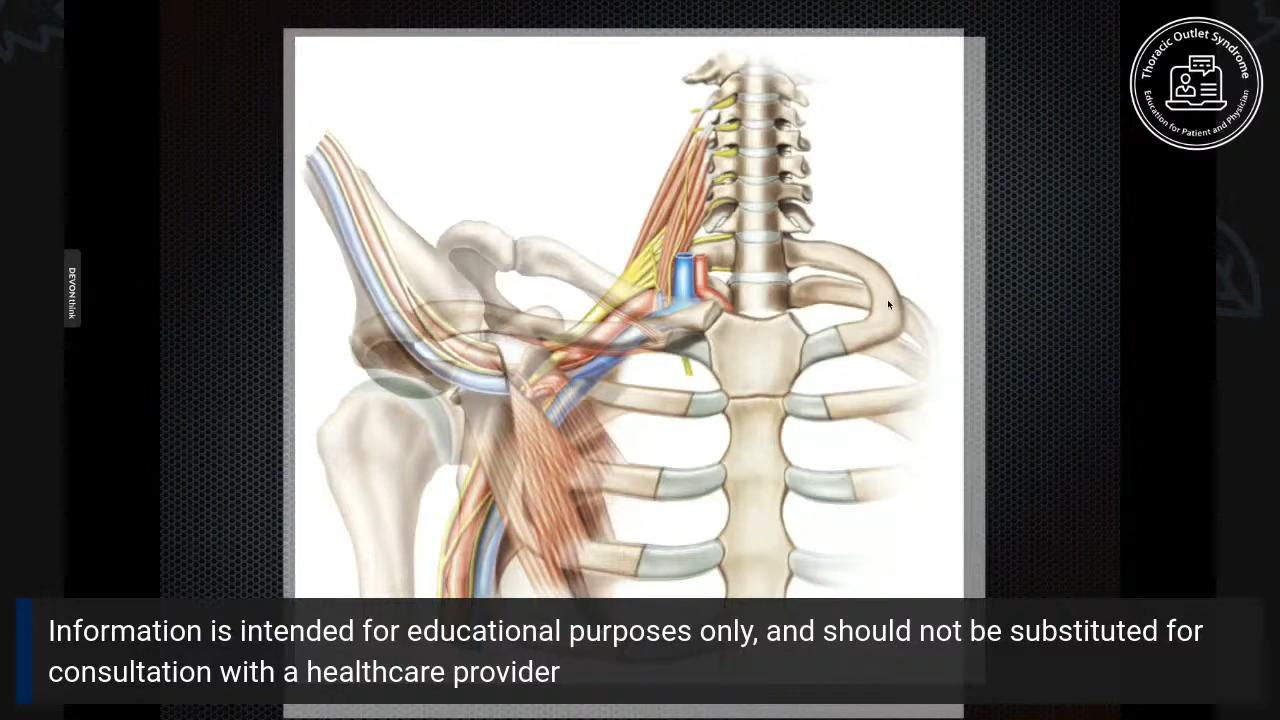 Thoracic Outlet Syndrome
Education for Patient and Physician
DEVONthink
Information is intended for educational purposes only, and should not be substituted for
consultation with a healthcare provider